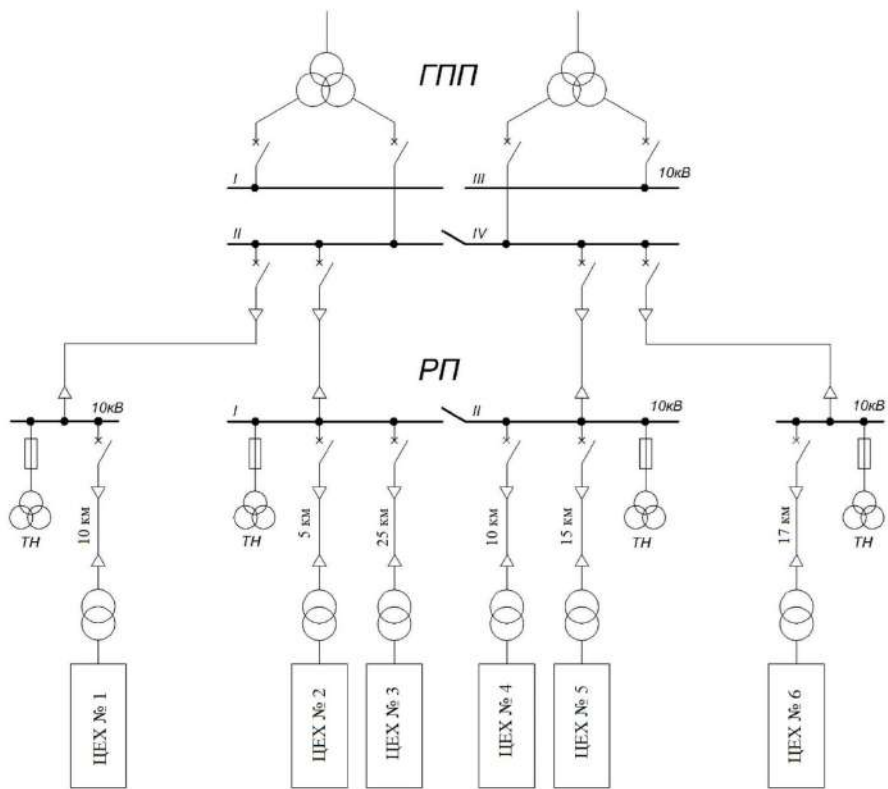 ГПП
I
III
10кВ
II
IV
РП
10кВ
I
II
10кВ
10кВ
ТН
10 км
ТН
5 км
25 км
10 км
15 км
ТН
17 км
ТН
ЦЕХ № 1
ЦЕХ № 2
ЦЕХ № 3
ЦЕХ № 4
ЦЕХ № 5
ЦЕХ № 6